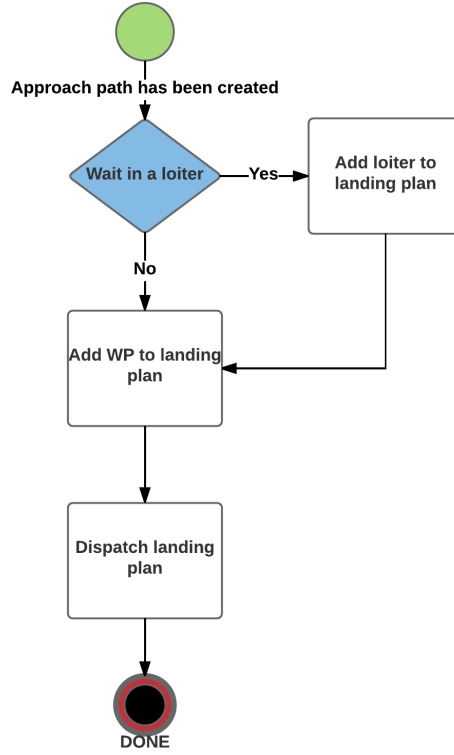 Approach path has been created
Wait in a loiter
Yes
Add loiter to
landing plan
No
Add WP to landing
plan
Dispatch landing
plan
DONE